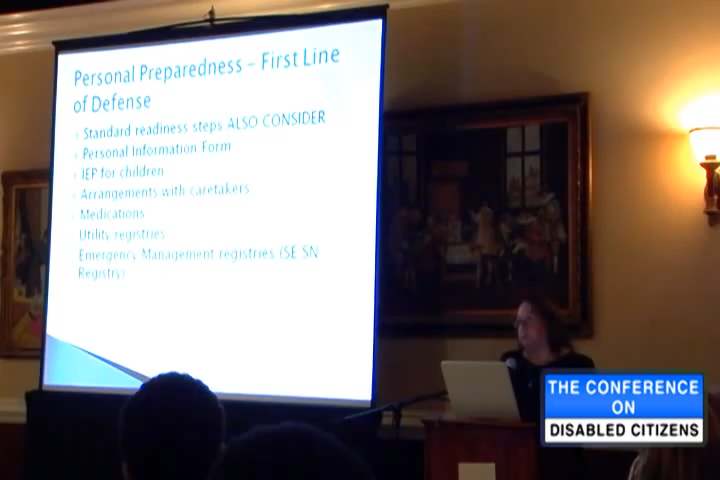 Personal Preparedness – First Line
of Defense
Standard readiness steps ALSO CONSIDER
Personal Information Form
IEP for children
Arrangements with caretakers
Medications
Utility registries
Emergency Management registries (SE SN
Registry)
THE CONFERENCE
ON
DISABLED CITIZENS